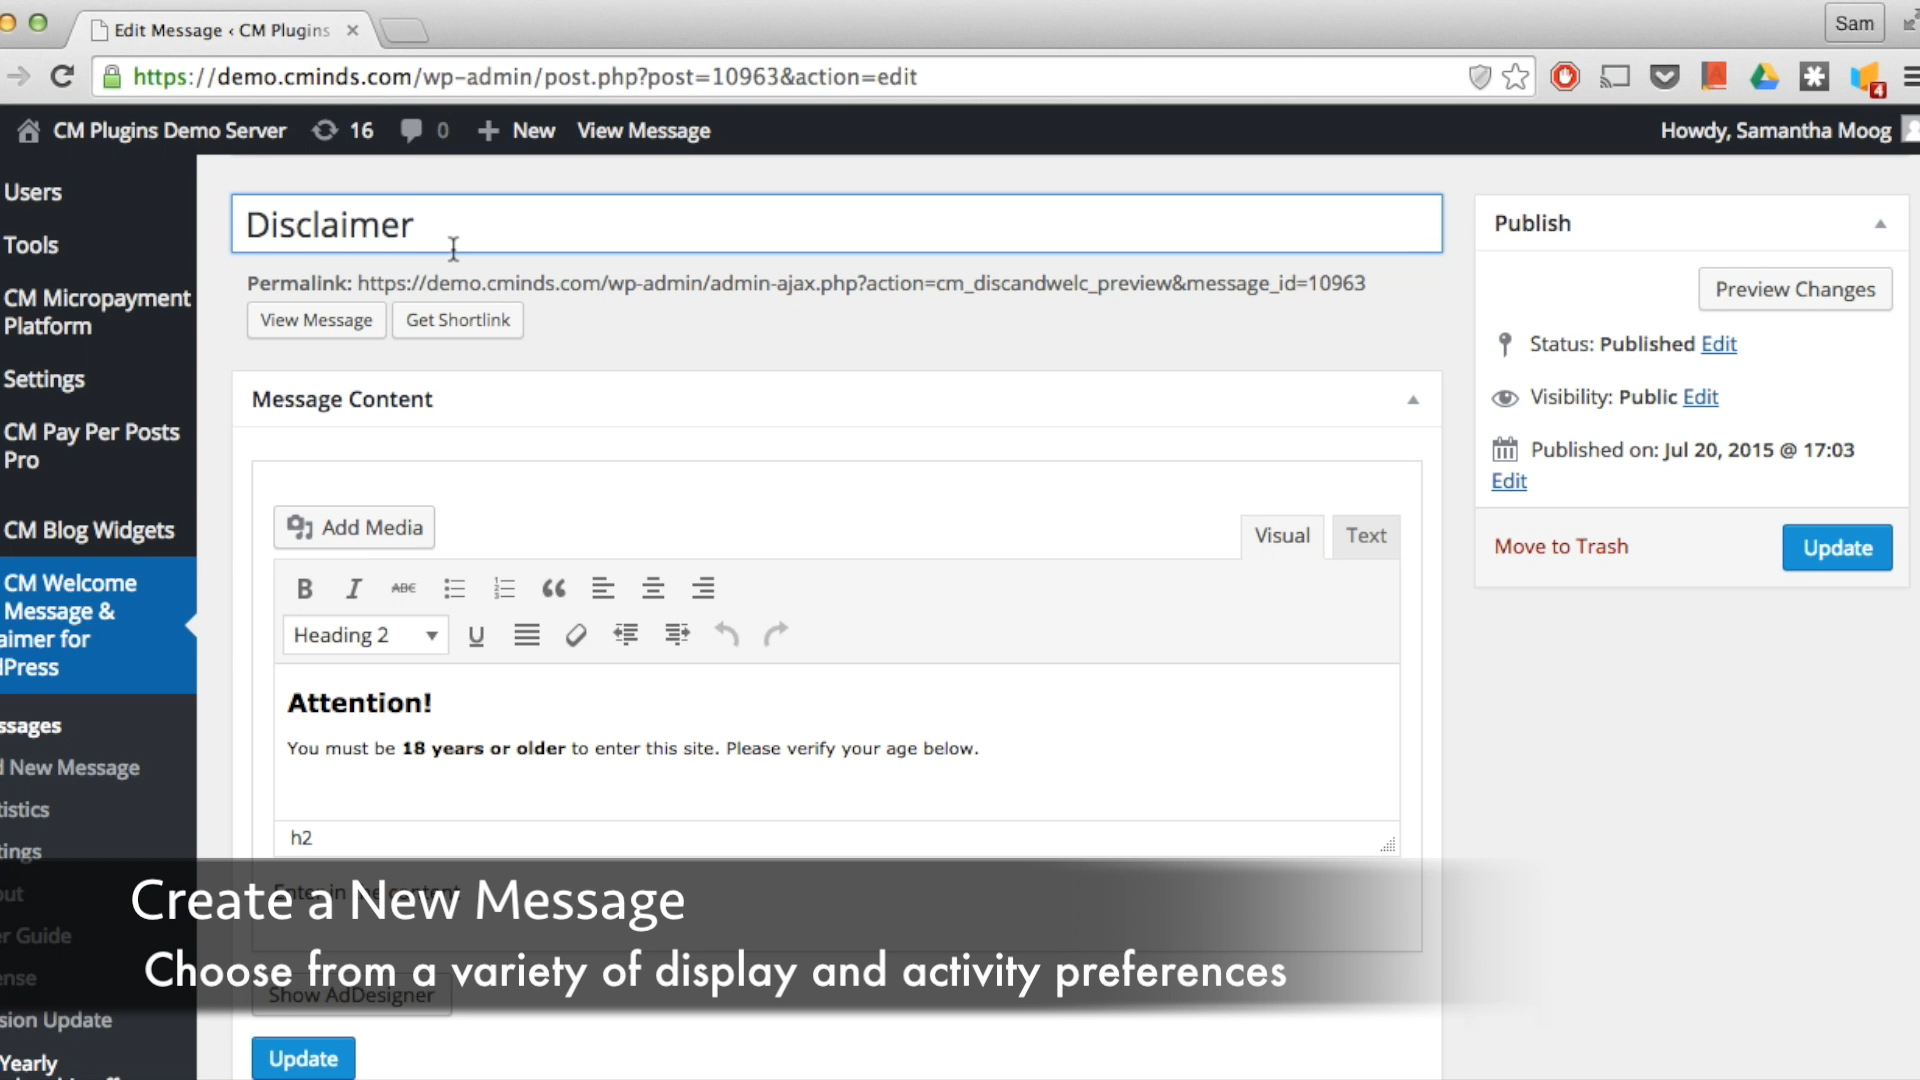 Edit Message ‹ CM Plugins
Sam
https://demo.cminds.com/wp-admin/post.php?post=10963&action=edit
4
CM Plugins Demo Server 16 0 New View Message
Howdy, Samantha Moog
Users
Tools
CM Micropayment
Platform
Settings
CM Pay Per Posts
Pro
CM Blog Widgets
CM Welcome
Message &
aimer for
Press
ssages
New Message
istics
ings
out
er Guide
ense
sion Update
Yearly
Disclaimer
Permalink: https://demo.cminds.com/wp-admin/admin-ajax.php?action=cm_discandwelc_preview&message_id=10963
View Message Get Shortlink
Message Content
Add Media
Visual Text
B I ABC
Heading 2 U
Attention!
You must be 18 years or older to enter this site. Please verify your age below.
h2
Create a New Message
Choose from a variety of display and activity preferences
Show AdDesigner
Update
Publish
Preview Changes
Status: Published Edit
Visibility: Public Edit
Published on: Jul 20, 2015 @ 17:03
Edit
Move to Trash Update